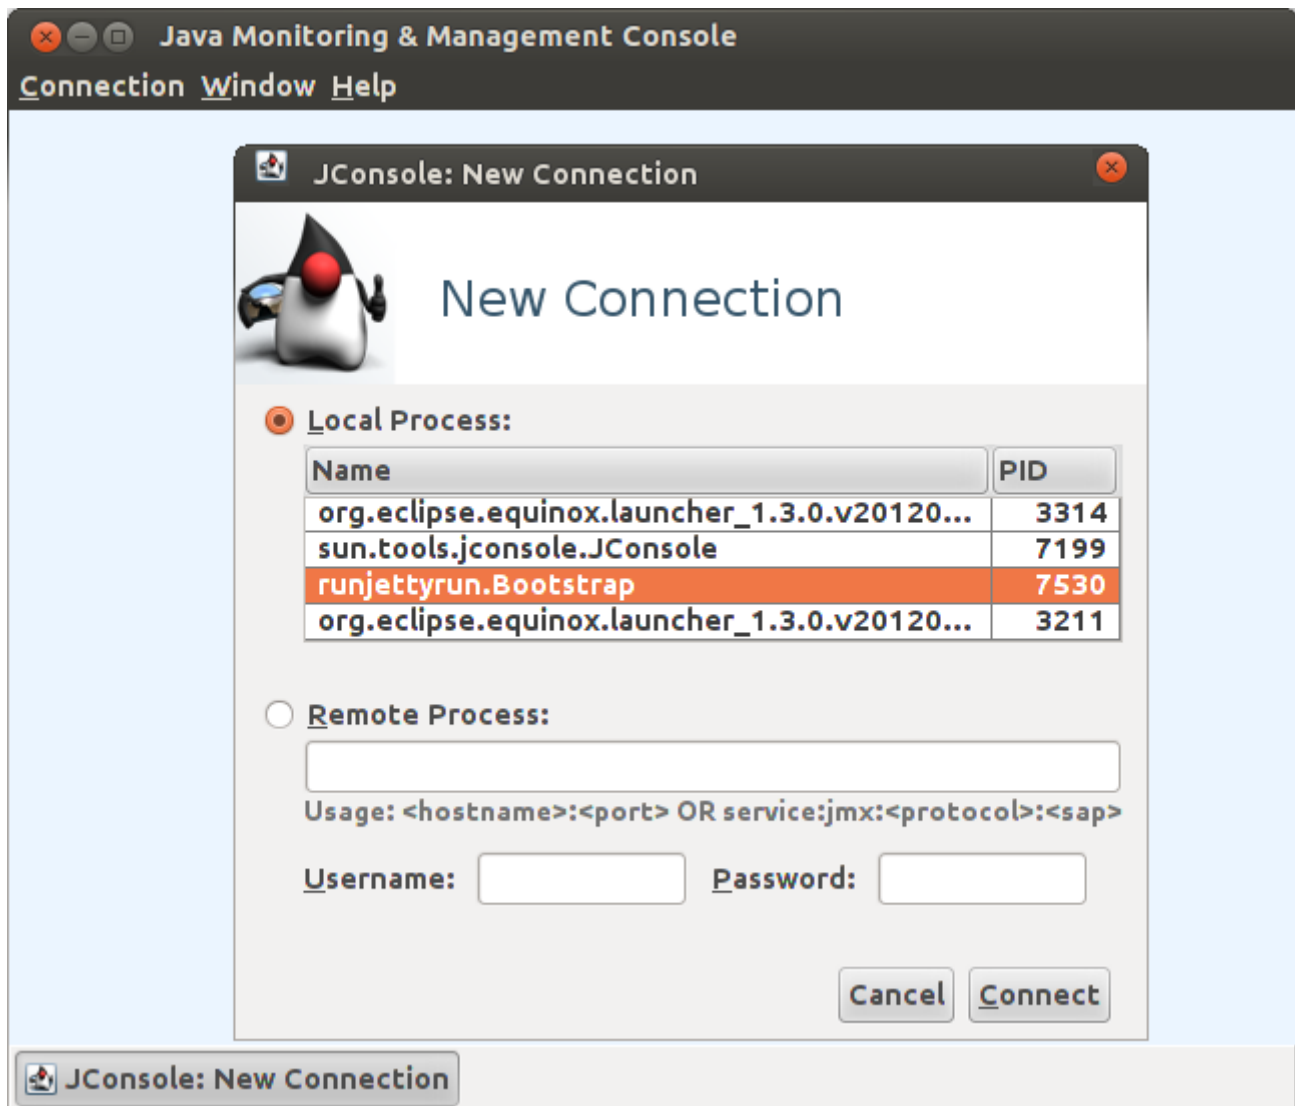 Java Monitoring & Management Console
Connection Window Help
JConsole: New Connection
New Connection
Local Process:
Name PID
org.eclipse.equinox.launcher_1.3.0.v20120... 3314
sun.tools.jconsole.JConsole 7199
runjettyrun.Bootstrap 7530
org.eclipse.equinox.launcher_1.3.0.v20120... 3211
Remote Process:
Usage: <hostname>:<port> OR service:jmx:<protocol>:<sap>
Username: Password:
Cancel Connect
JConsole: New Connection